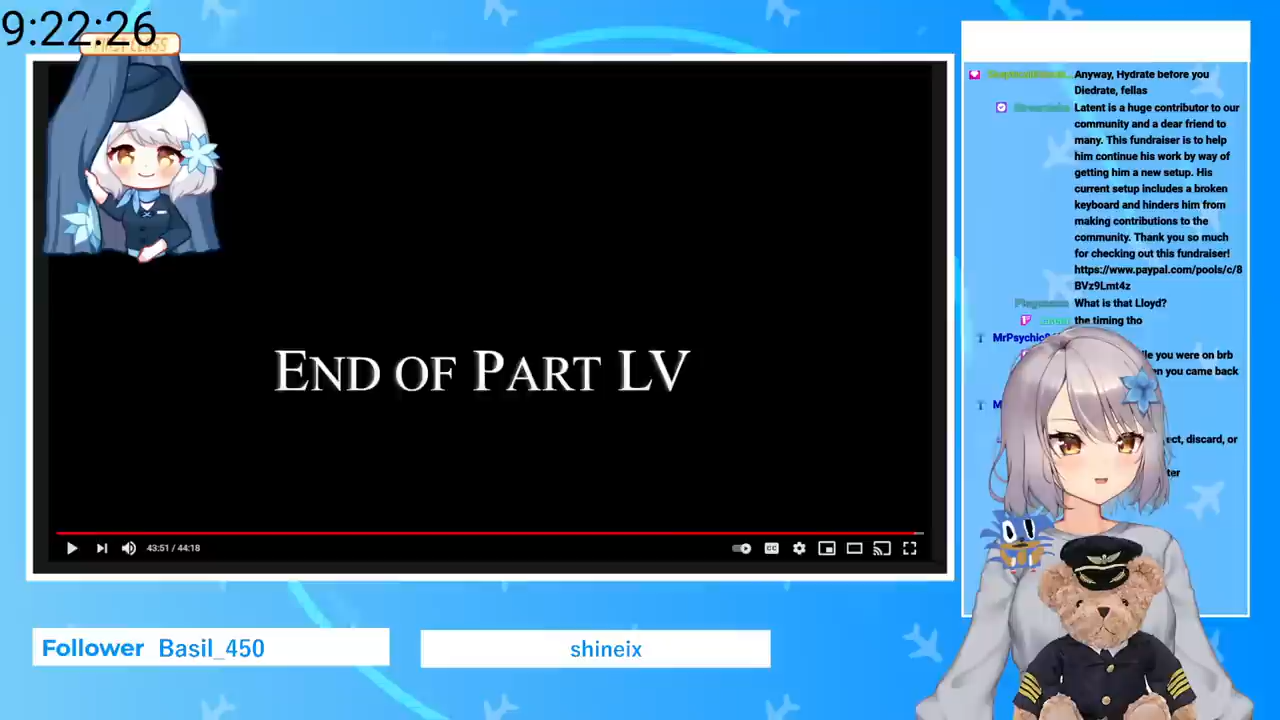 9:22:26
FIRST CLASS
Anyway, Hydrate before you
Diedrate, fellas
Latent is a huge contributor to our
community and a dear friend to
many. This fundraiser is to help
him continue his work by way of
getting him a new setup. His
current setup includes a broken
keyboard and hinders him from
making contributions to the
community. Thank you so much
for checking out this fundraiser!
https://www.paypal.com/pools/c/8
BVz9Lmt4z
What is that Lloyd?
the timing tho
MrPsychic
le you were on brb
en you came back
M
ect, discard, or
ter
END OF PART LV
43:51 / 44:18
CC
Follower Basil_450
shineix